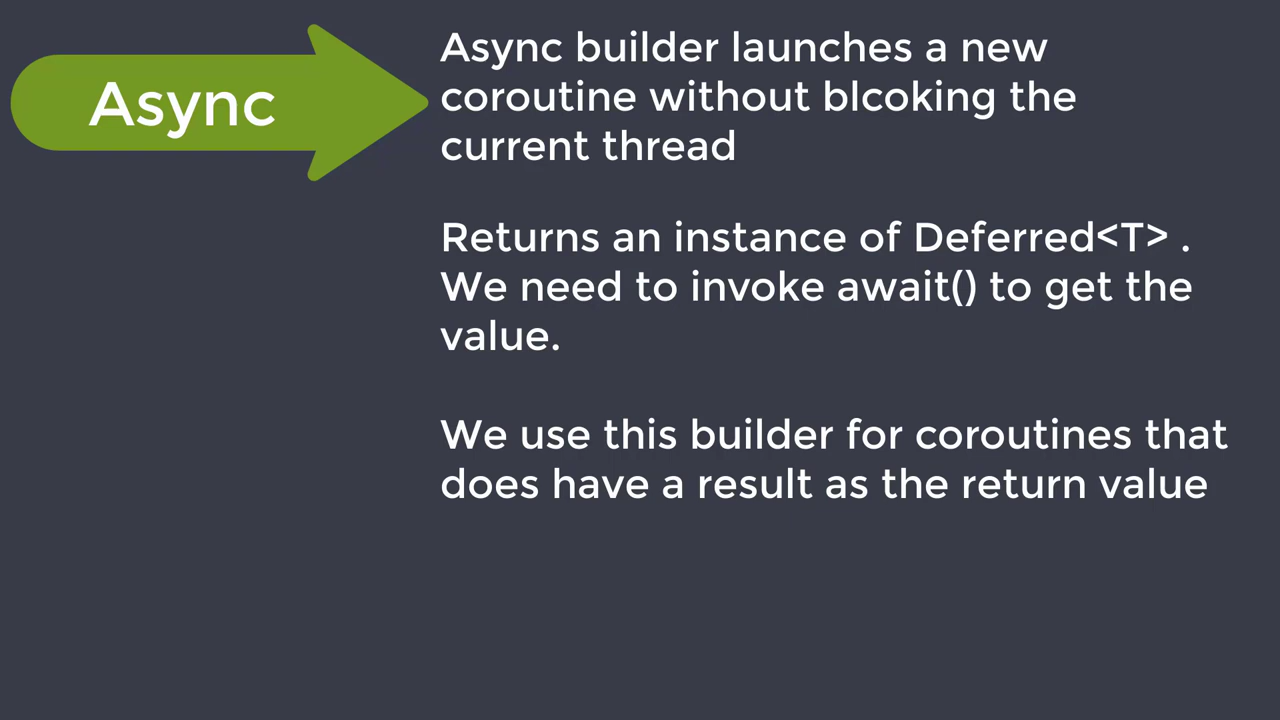 Async
Async builder launches a new
coroutine without blcoking the
current thread
Returns an instance of Deferred<T> .
We need to invoke await() to get the
value.
We use this builder for coroutines that
does have a result as the return value